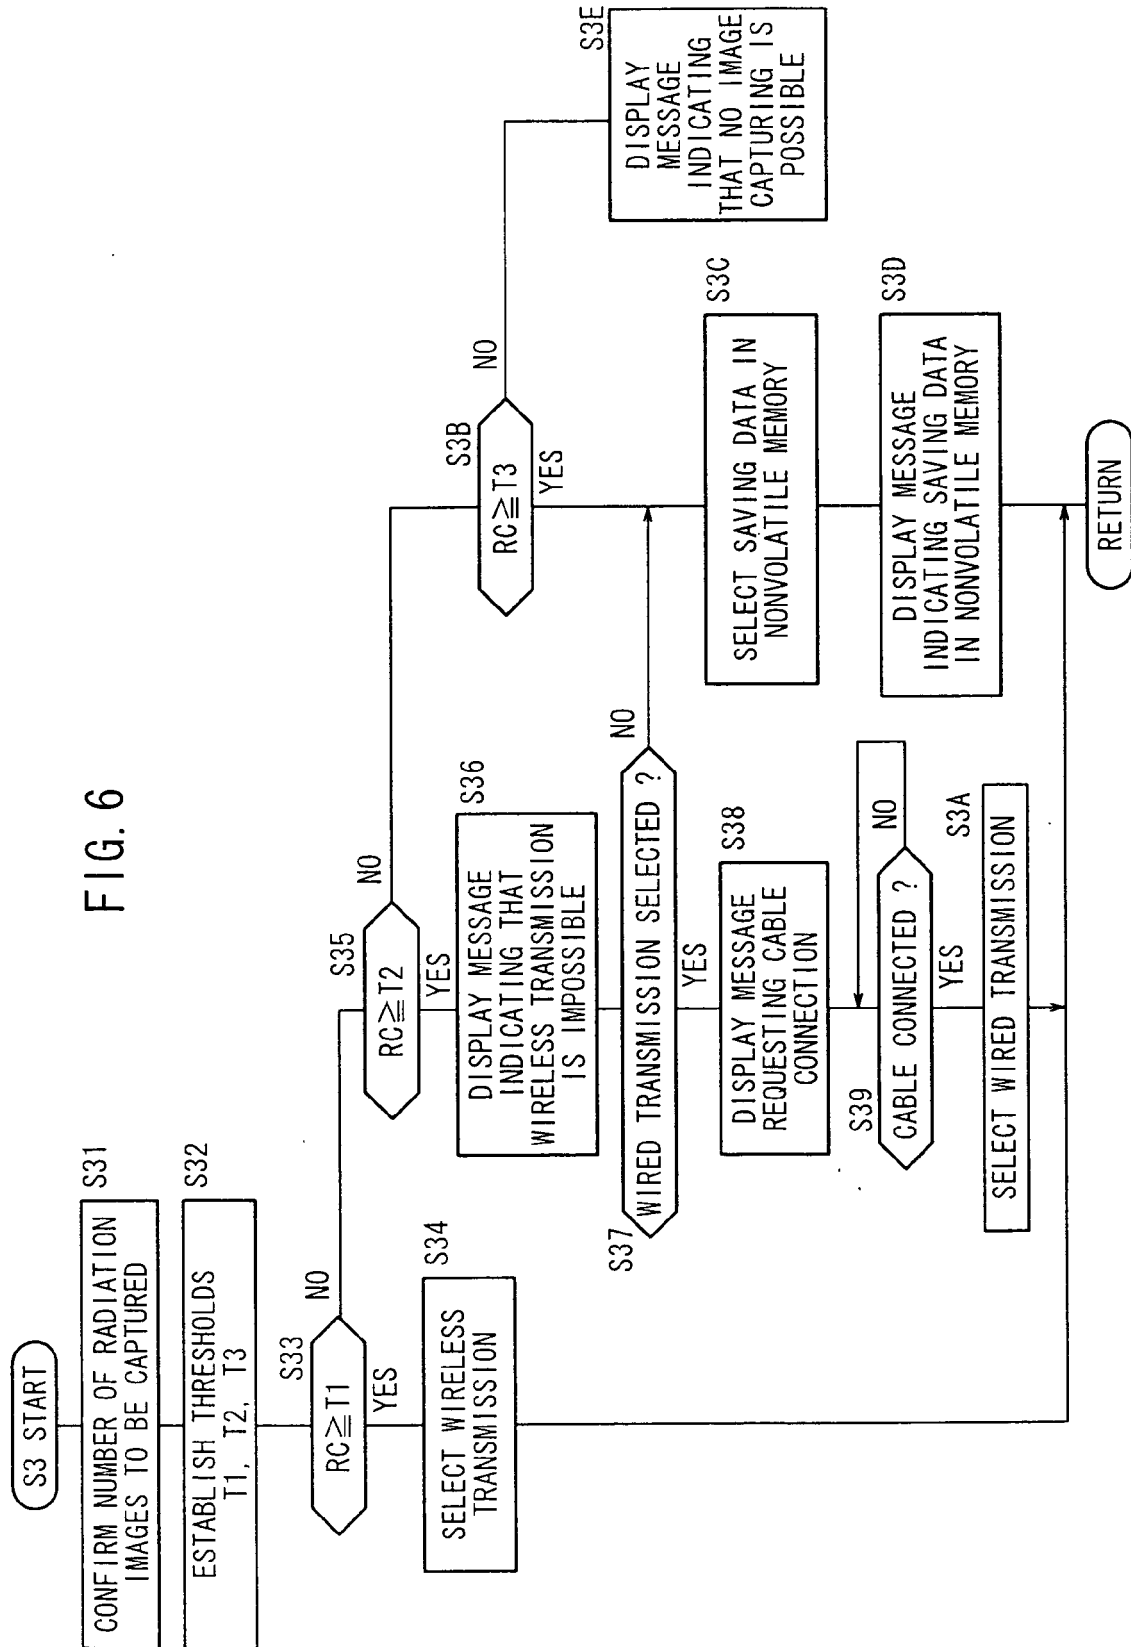 FIG. 6
S3 START
S31
CONFIRM NUMBER OF RADIATION
IMAGES TO BE CAPTURED
S32
ESTABLISH THRESHOLDS
T1, T2, T3
S33
RC≧T1
NO
YES
S34
SELECT WIRELESS
TRANSMISSION
S35
RC≧T2
NO
YES
S36
DISPLAY MESSAGE
INDICATING THAT
WIRELESS TRANSMISSION
IS IMPOSSIBLE
S37
WIRED TRANSMISSION SELECTED ?
NO
YES
S38
DISPLAY MESSAGE
REQUESTING CABLE
CONNECTION
S39
CABLE CONNECTED ?
NO
YES
S3A
SELECT WIRED TRANSMISSION
S3B
RC≧T3
NO
YES
S3C
SELECT SAVING DATA IN
NONVOLATILE MEMORY
S3D
DISPLAY MESSAGE
INDICATING SAVING DATA
IN NONVOLATILE MEMORY
S3E
DISPLAY
MESSAGE
INDICATING
THAT NO IMAGE
CAPTURING IS
POSSIBLE
RETURN